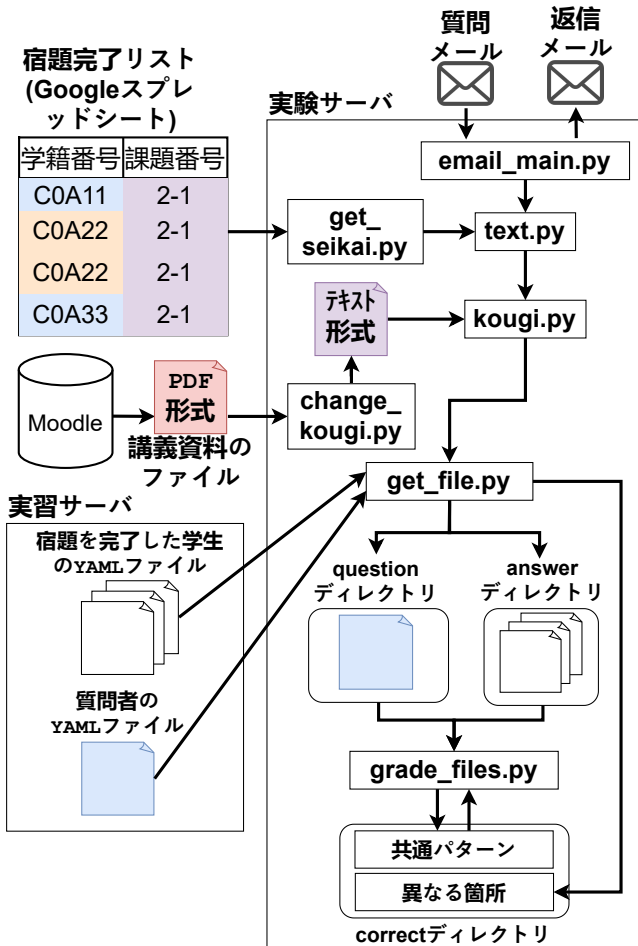 質問
メール
返信
メール
宿題完了リスト
(Googleスプレ
ッドシート)
学籍番号 課題番号
C0A11 2-1
C0A22 2-1
C0A22 2-1
C0A33 2-1
実験サーバ
email_main.py
get_
seikai.py
text.py
テキスト
形式
kougi.py
Moodle
PDF
形式
講義資料の
ファイル
change_
kougi.py
get_file.py
実習サーバ
宿題を完了した学生
のYAMLファイル
質問者の
YAMLファイル
question
ディレクトリ
answer
ディレクトリ
grade_files.py
共通パターン
異なる箇所
correctディレクトリ